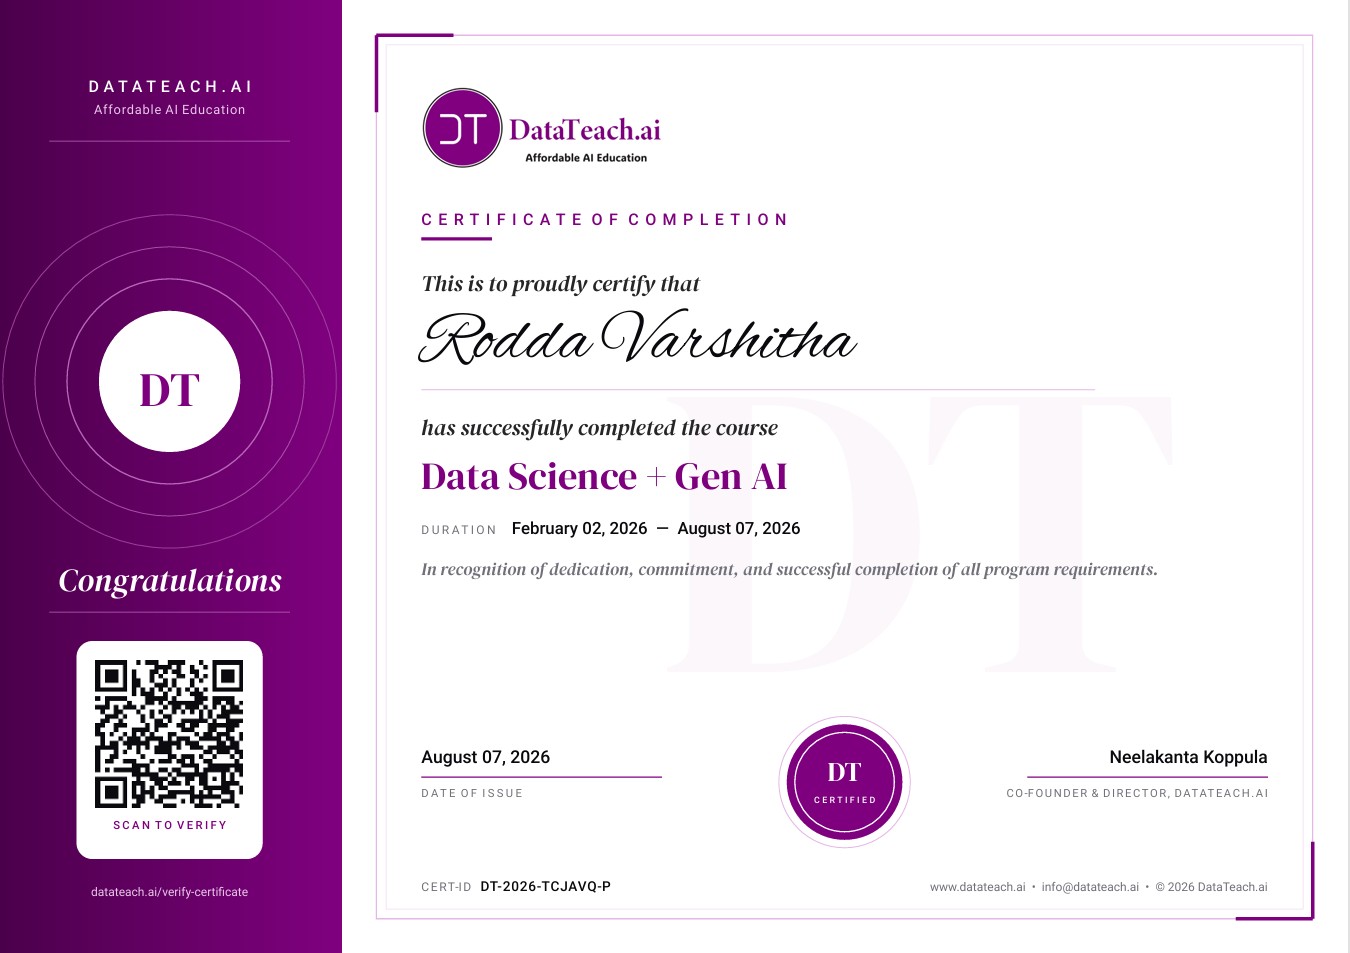 DATATEACH.AI
Affordable AI Education
DT
Congratulations
SCAN TO VERIFY
datateach.ai/verify-certificate
DT DataTeach.ai
Affordable AI Education
CERTIFICATE OF COMPLETION
This is to proudly certify that
Rodda Varshitha
has successfully completed the course
Data Science + Gen AI
DURATION February 02, 2026 — August 07, 2026
In recognition of dedication, commitment, and successful completion of all program requirements.
DT
August 07, 2026
DATE OF ISSUE
DT
CERTIFIED
Neelakanta Koppula
CO-FOUNDER & DIRECTOR, DATATEACH.AI
CERT-ID DT-2026-TCJAVQ-P
www.datateach.ai • info@datateach.ai • © 2026 DataTeach.ai